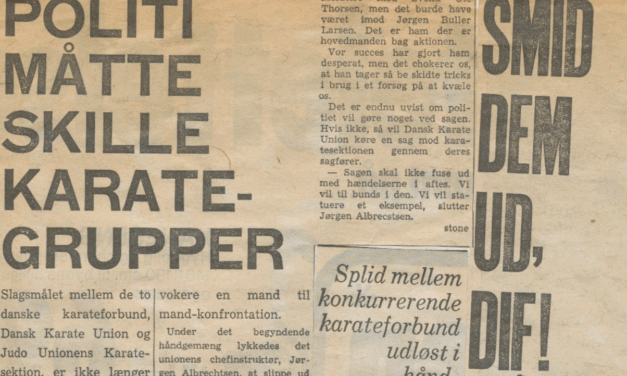 POLITI
MÅTTE
SKILLE
KARATE-
GRUPPER
Slagsmålet mellem de to
danske karateforbund,
Dansk Karate Union og
Judo Unionens Karate-
sektion, er ikke længer
vokere en mand til
mand-konfrontation.
Under det begyndende
håndgemæng lykkedes det
unionens chefinstruktør, Jør-
gen Albrechtsen, at slippe ud
Thorsen, men det burde have
været imod Jørgen Buller
Larsen. Det er ham der er
hovedmanden bag aktionen.
Vor succes har gjort ham
desperat, men det chokerer os,
at han tager så be skidte tricks
i brug i et forsøg på at kvæle
os.
Det er endnu uvist om poli-
tiet vil gøre noget ved sagen.
Hvis ikke, så vil Dansk Karate
Union køre en sag mod kara-
tesektionen gennem deres
sagfører.
— Sagen skal ikke fuse ud
med hændelserne i aftes. Vi
vil til bunds i den. Vi vil sta-
tuere et eksempel, slutter
Jørgen Albrecstsen.
stone
Splid mellem
konkurrerende
karateforbund
udløst i
SMID
DEM
UD,
DIF!